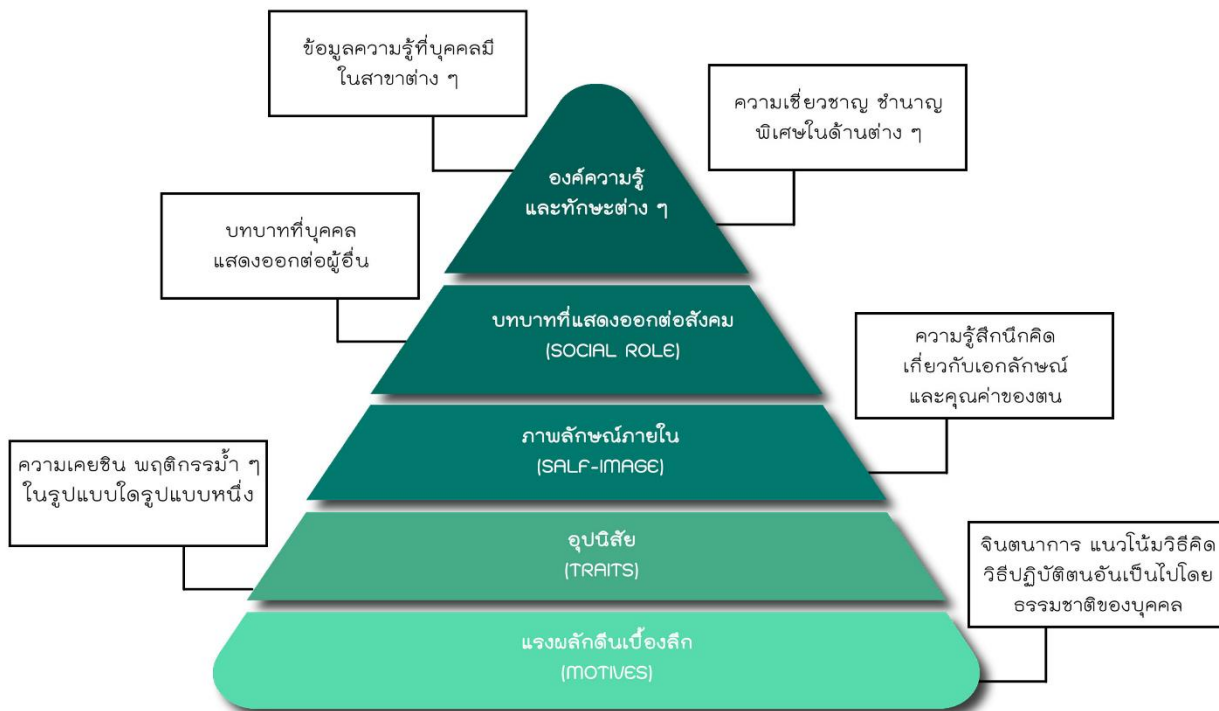 ข้อมูลความรู้ที่บุคคลมี
ในสาขาต่าง ๆ
ความเชี่ยวชาญ ชำนาญ
พิเศษในด้านต่าง ๆ
องค์ความรู้
และทักษะต่าง ๆ
บทบาทที่บุคคล
แสดงออกต่อผู้อื่น
บทบาทที่แสดงออกต่อสังคม
(SOCIAL ROLE)
ความรู้สึกนึกคิด
เกี่ยวกับเอกลักษณ์
และคุณค่าของตน
ภาพลักษณ์ภายใน
(SALF-IMAGE)
ความเคยชิน พฤติกรรมซ้ำ ๆ
ในรูปแบบใดรูปแบบหนึ่ง
อุปนิสัย
(TRAITS)
จินตนาการ แนวโน้มวิธีคิด
วิธีปฏิบัติตนอันเป็นไปโดย
ธรรมชาติของบุคคล
แรงผลักดันเบื้องลึก
(MOTIVES)